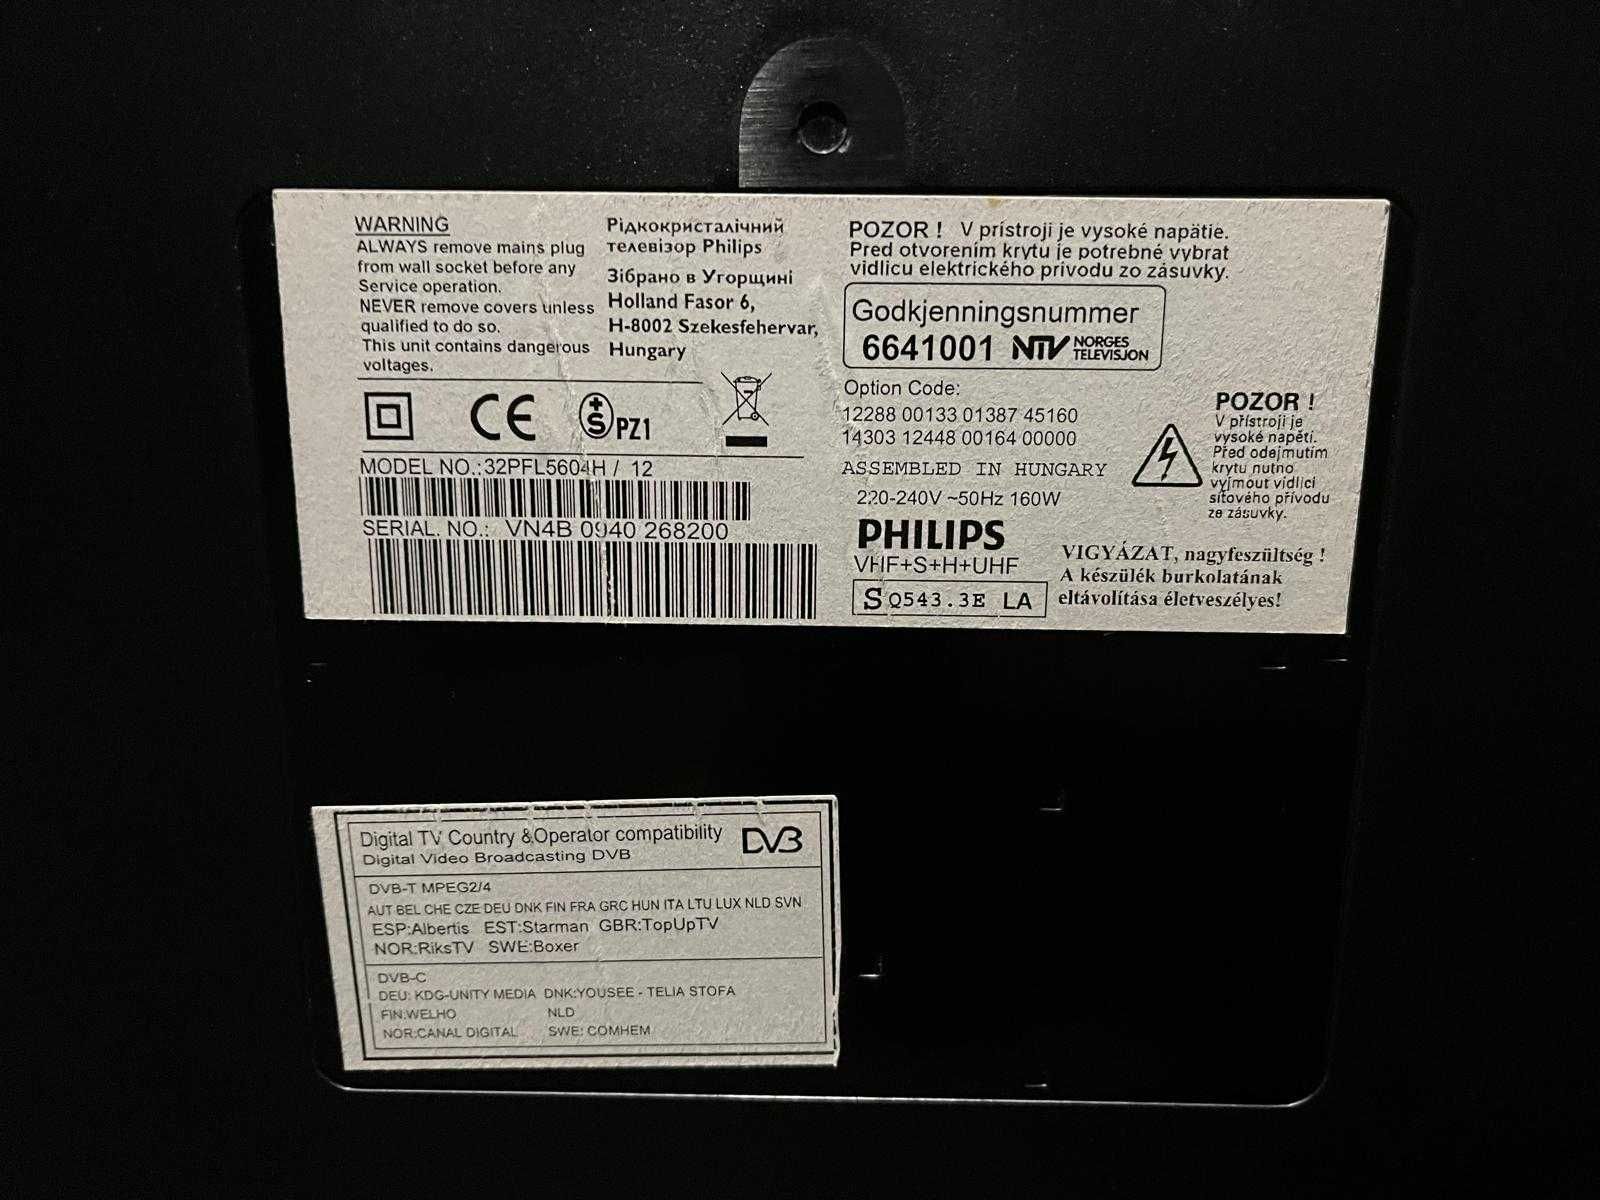 WARNING
ALWAYS remove mains plug
from wall socket before any
Service operation.
NEVER remove covers unless
qualified to do so.
This unit contains dangerous
voltages.
Рідкокристалічний
телевізор Philips
Зібрано в Угорщині
Holland Fasor 6,
H-8002 Szekesfehervar,
Hungary
POZOR ! V prístroji je vysoké napätie.
Pred otvorením krytu je potrebné vybrat
vidlicu elektrického prívodu zo zásuvky.
Godkjenningsnummer
6641001 NTV NORGES
TELEVISJON
CE
+S PZ1
MODEL NO.:32PFL5604H / 12
SERIAL. NO.: VN4B 0940 268200
Option Code:
12288 00133 01387 45160
14303 12448 00164 00000
ASSEMBLED IN HUNGARY
220-240V ~50Hz 160W
PHILIPS
VHF+S+H+UHF
S Q543.3E LA
POZOR !
V přístroji je
vysoké napětí.
Před odejmutím
krytu nutno
vyjmout vidlici
síťového přívodu
ze zásuvky.
VIGYÁZAT, nagyfeszültség !
A készülék burkolatának
eltávolítása életveszélyes!
Digital TV Country & Operator compatibility
Digital Video Broadcasting DVB
DVB
DVB-T MPEG2/4
AUT BEL CHE CZE DEU DNK FIN FRA GRC HUN ITA LTU LUX NLD SVN
ESP:Albertis EST:Starman GBR:TopUpTV
NOR:RiksTV SWE:Boxer
DVB-C
DEU: KDG-UNITY MEDIA DNK:YOUSEE - TELIA STOFA
FIN:WELHO NLD
NOR:CANAL DIGITAL SWE: COMHEM